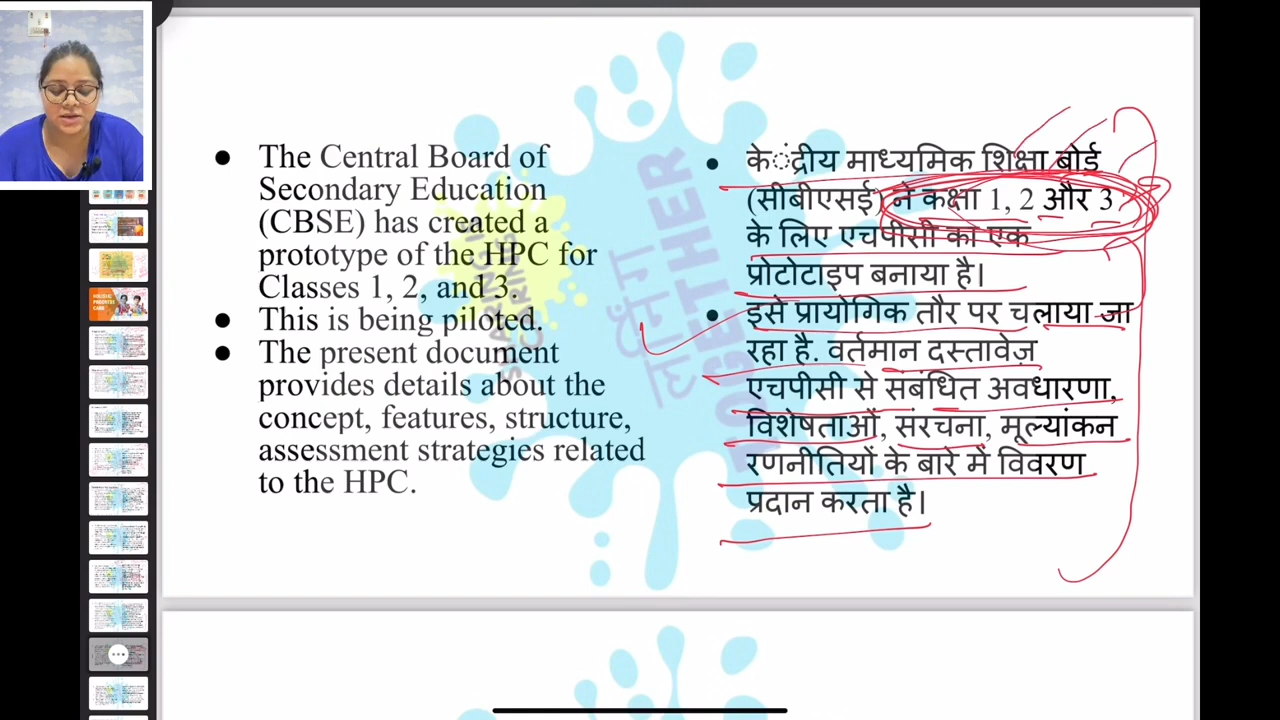 ● The Central Board of
Secondary Education
(CBSE) has created a
prototype of the HPC for
Classes 1, 2, and 3.
● This is being piloted.
● The present document
provides details about the
concept, features, structure,
assessment strategies related
to the HPC.
● केंद्रीय माध्यमिक शिक्षा बोर्ड
(सीबीएसई) ने कक्षा 1, 2 और 3
के लिए एचपीसी का एक
प्रोटोटाइप बनाया है।
● इसे प्रायोगिक तौर पर चलाया जा
रहा है. वर्तमान दस्तावेज़
एचपीसी से संबंधित अवधारणा,
विशेषताओं, संरचना, मूल्यांकन
रणनीतियों के बारे में विवरण
प्रदान करता है।
TOGETHER